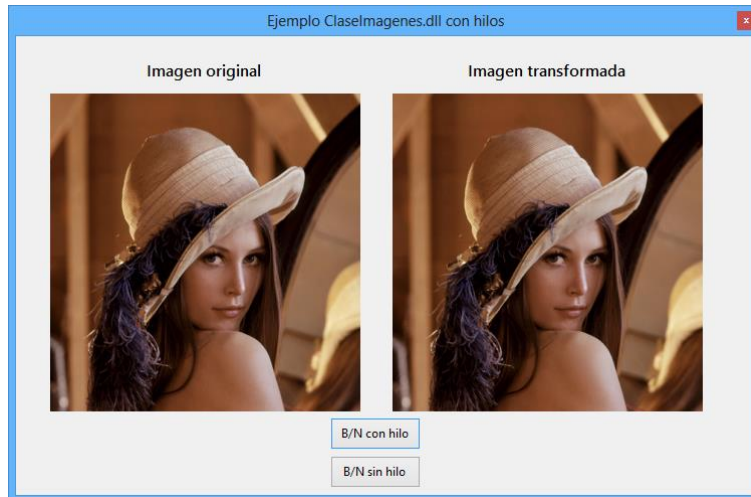 Ejemplo ClaseImagenes.dll con hilos
x
Imagen original
Imagen transformada
B/N con hilo
B/N sin hilo